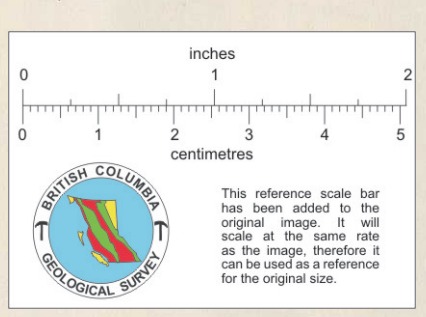 inches
0 1 2
0 1 2 3 4 5
centimetres
BRITISH COLUMBIA
GEOLOGICAL SURVEY
This reference scale bar
has been added to the
original image. It will
scale at the same rate
as the image, therefore it
can be used as a reference
for the original size.